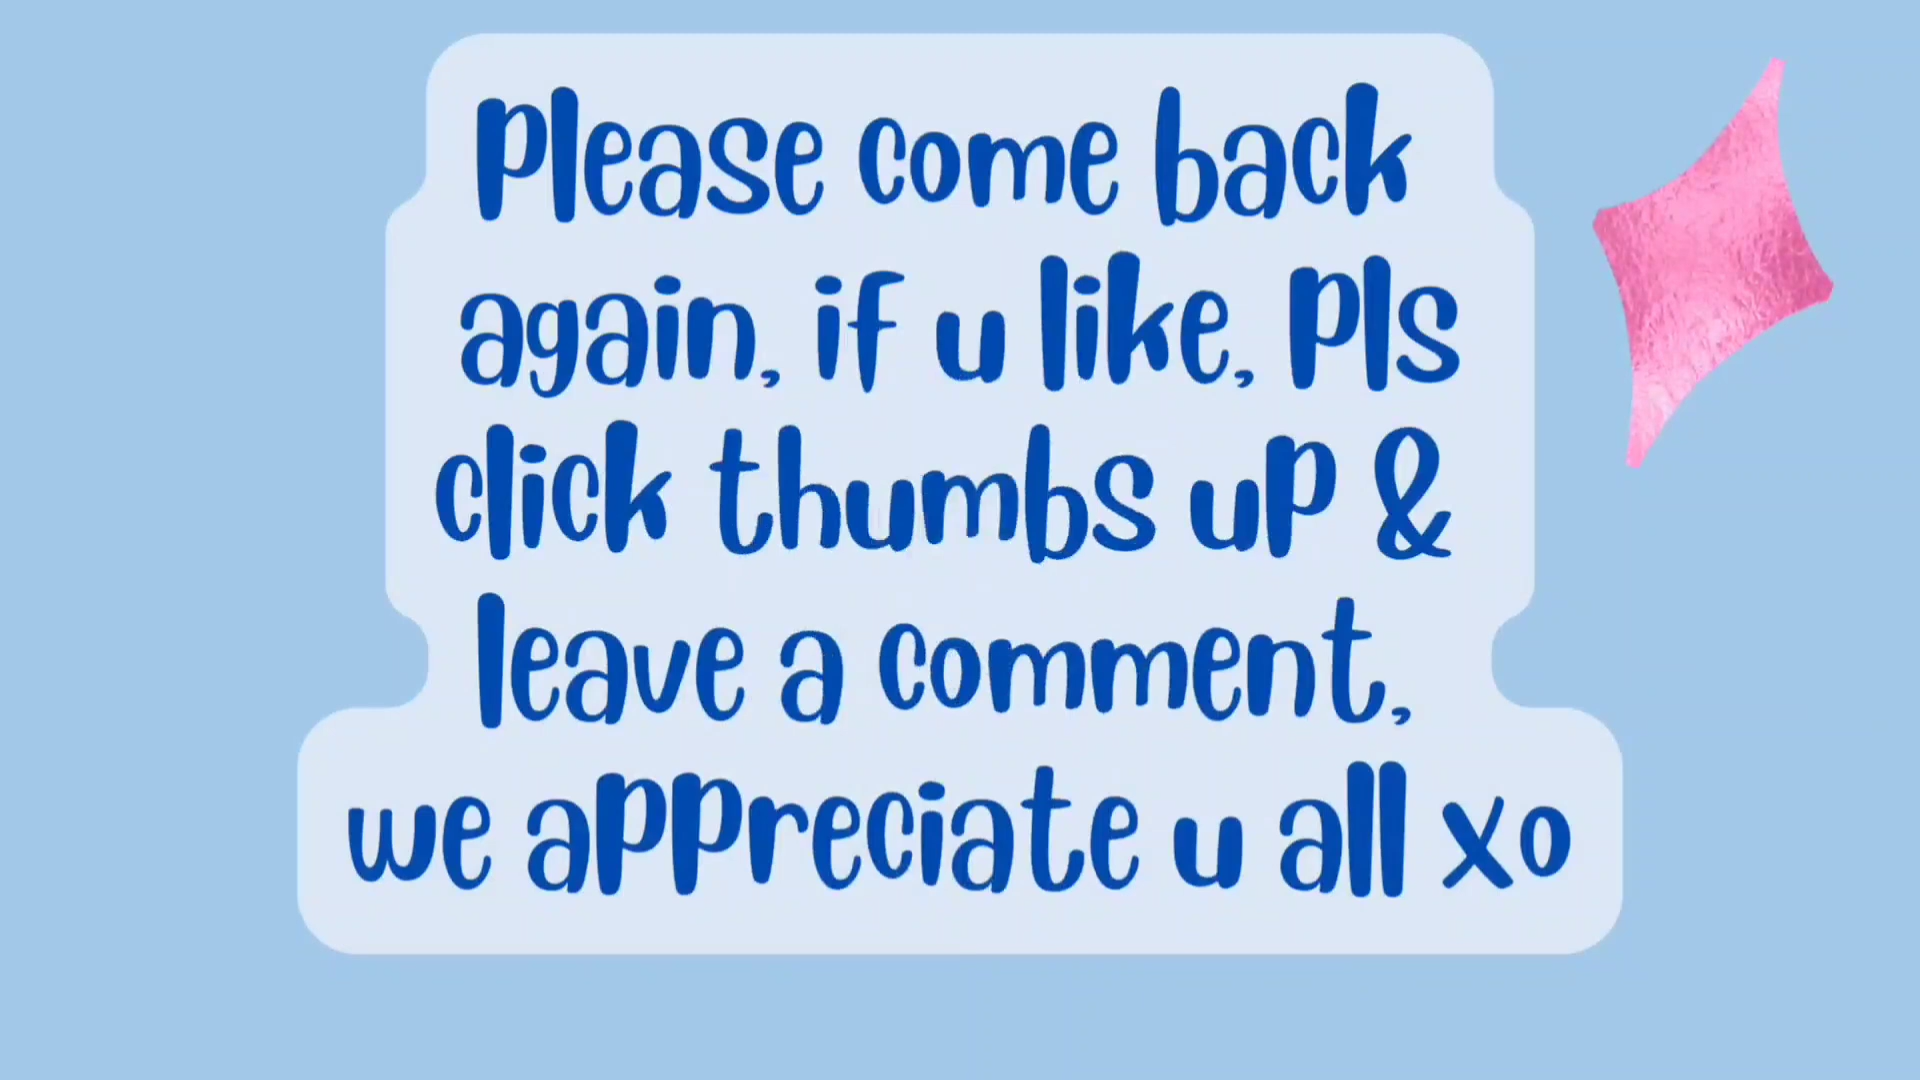 Please come back
again, if u like, pls
click thumbs up &
leave a comment,
we appreciate u all xo